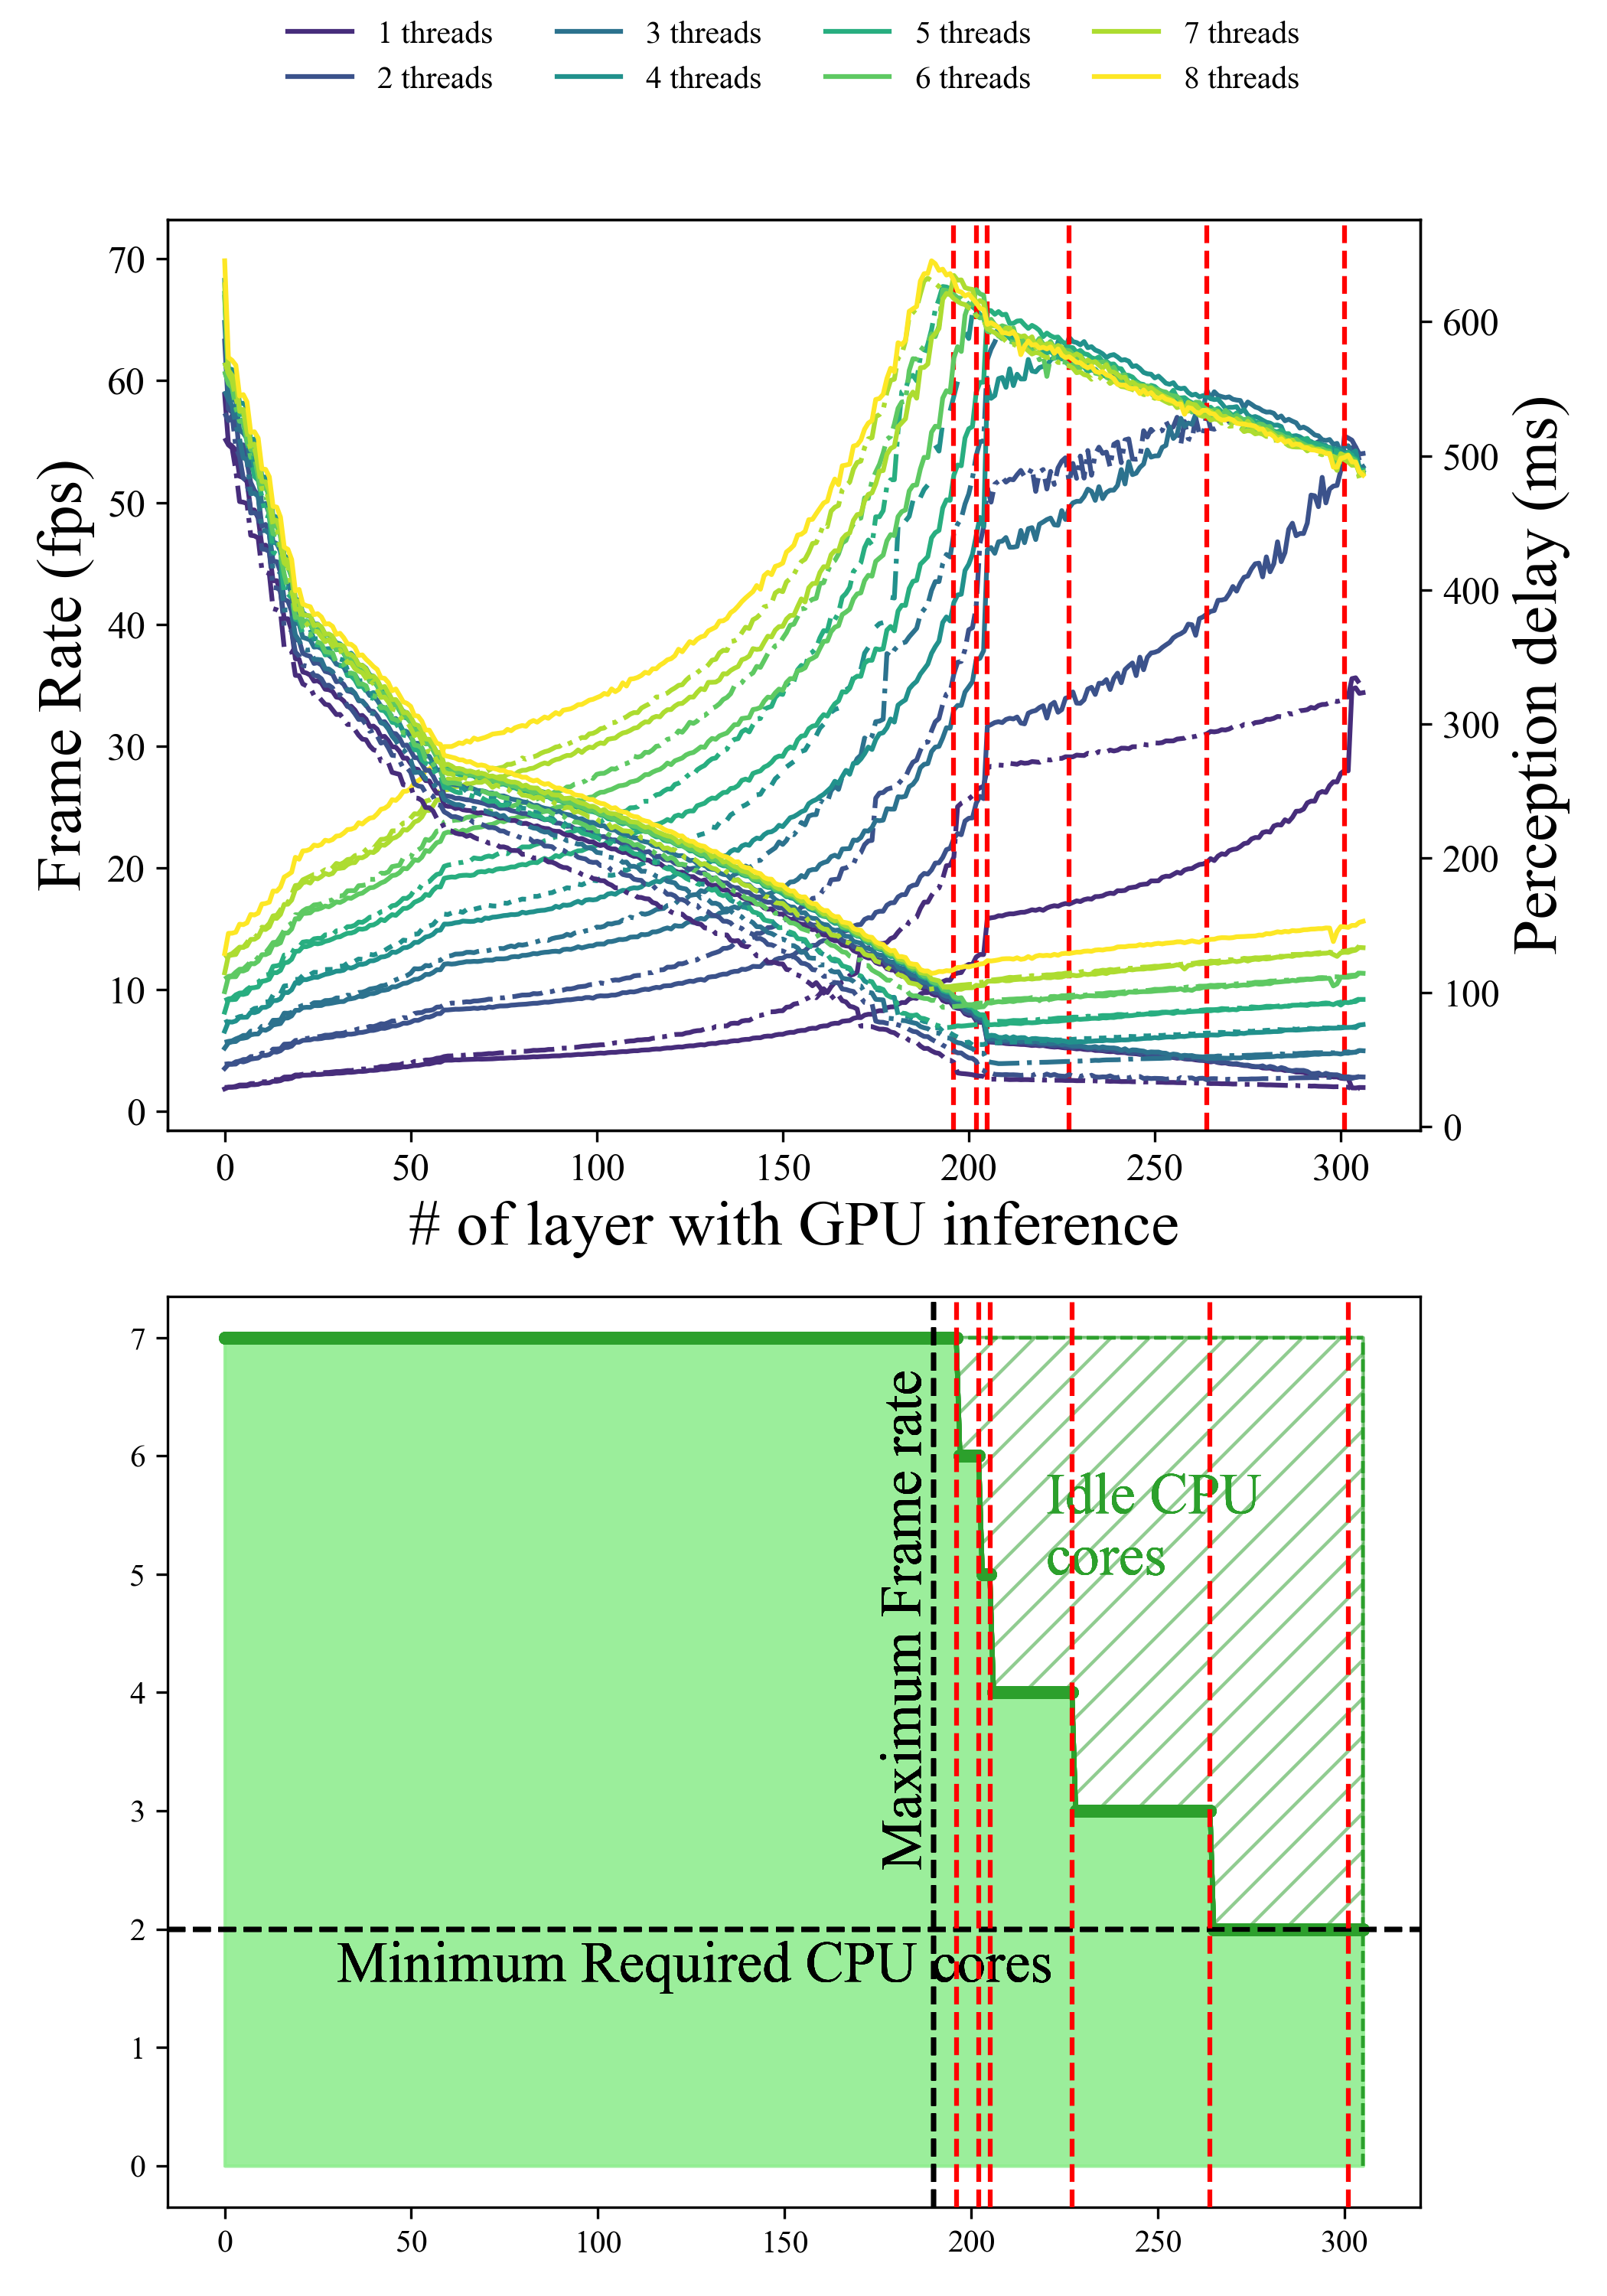 1 threads 3 threads 5 threads 7 threads
2 threads 4 threads 6 threads 8 threads
Frame Rate (fps)
70
60
50
40
30
20
10
0
600
500
400
300
200
100
0
Perception delay (ms)
0 50 100 150 200 250 300
# of layer with GPU inference
7
6
5
4
3
2
1
0
Maximum Frame rate
Idle CPU
cores
Minimum Required CPU cores
0 50 100 150 200 250 300